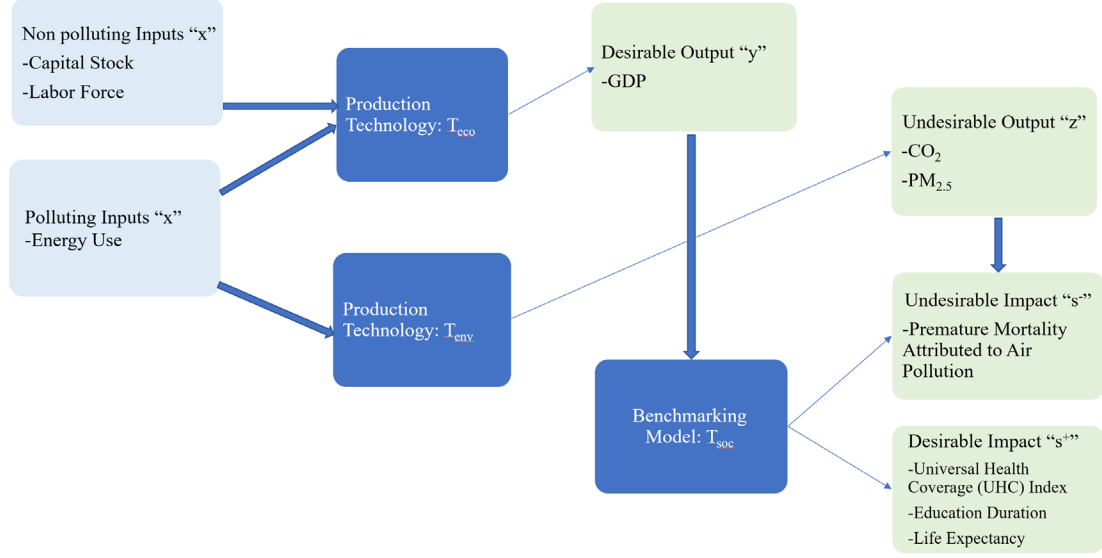 Non polluting Inputs “x”
-Capital Stock
-Labor Force
Polluting Inputs “x”
-Energy Use
Production
Technology: Teco
Production
Technology: Tenv
Desirable Output “y”
-GDP
Benchmarking
Model: Tsoc
Undesirable Output “z”
-CO2
-PM2.5
Undesirable Impact “s-”
-Premature Mortality
Attributed to Air
Pollution
Desirable Impact “s+”
-Universal Health
Coverage (UHC) Index
-Education Duration
-Life Expectancy